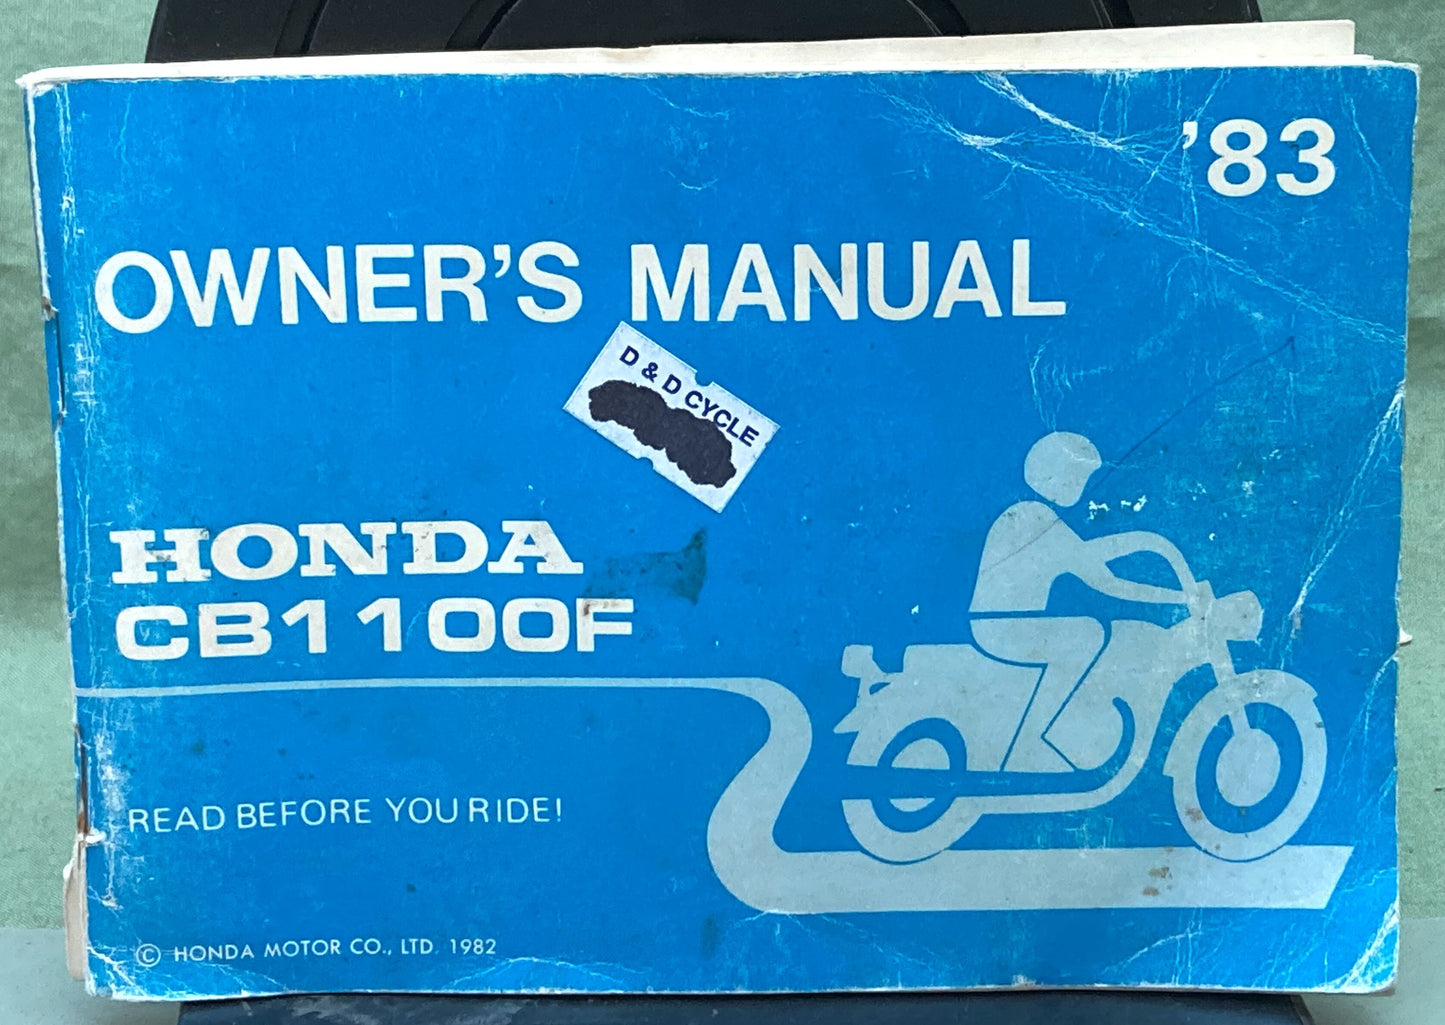 '83
OWNER'S MANUAL
D & D CYCLE
HONDA
CB1100F
READ BEFORE YOU RIDE!
© HONDA MOTOR CO., LTD. 1982